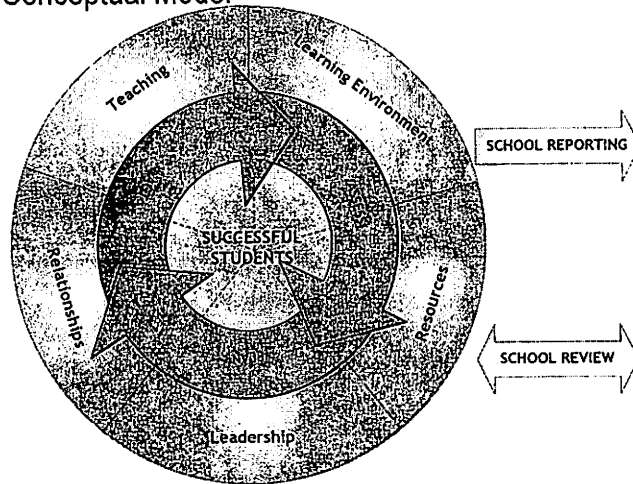 Conceptual Model
Teaching
Learning Environment
SCHOOL REPORTING
SUCCESSFUL
STUDENTS
Relationships
Resources
SCHOOL REVIEW
Leadership